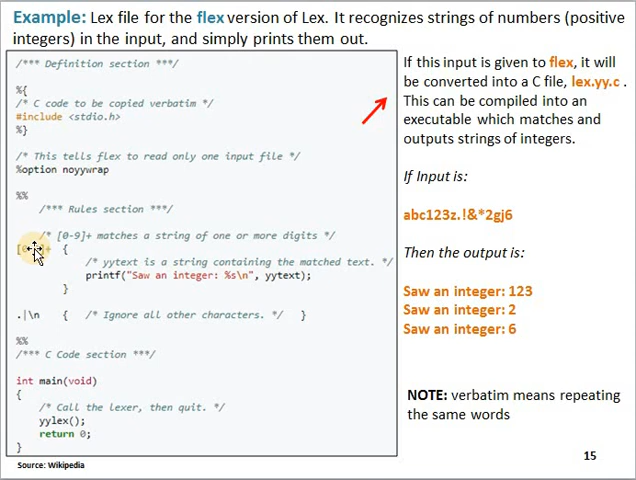 Example: Lex file for the flex version of Lex. It recognizes strings of numbers (positive
integers) in the input, and simply prints them out.
/*** Definition section ***/
%{
/* C code to be copied verbatim */
#include <stdio.h>
%}
/* This tells flex to read only one input file */
%option noyywrap
%%
/*** Rules section ***/
/* [0-9]+ matches a string of one or more digits */
{
/* yytext is a string containing the matched text. */
printf("Saw an integer: %s\n", yytext);
}
.|\n { /* Ignore all other characters. */ }
%%
/*** C Code section ***/
int main(void)
{
/* Call the lexer, then quit. */
yylex();
return 0;
}
Source: Wikipedia
If this input is given to flex, it will
be converted into a C file, lex.yy.c .
This can be compiled into an
executable which matches and
outputs strings of integers.
If Input is:
abc123z.!&*2gj6
Then the output is:
Saw an integer: 123
Saw an integer: 2
Saw an integer: 6
NOTE: verbatim means repeating
the same words
15